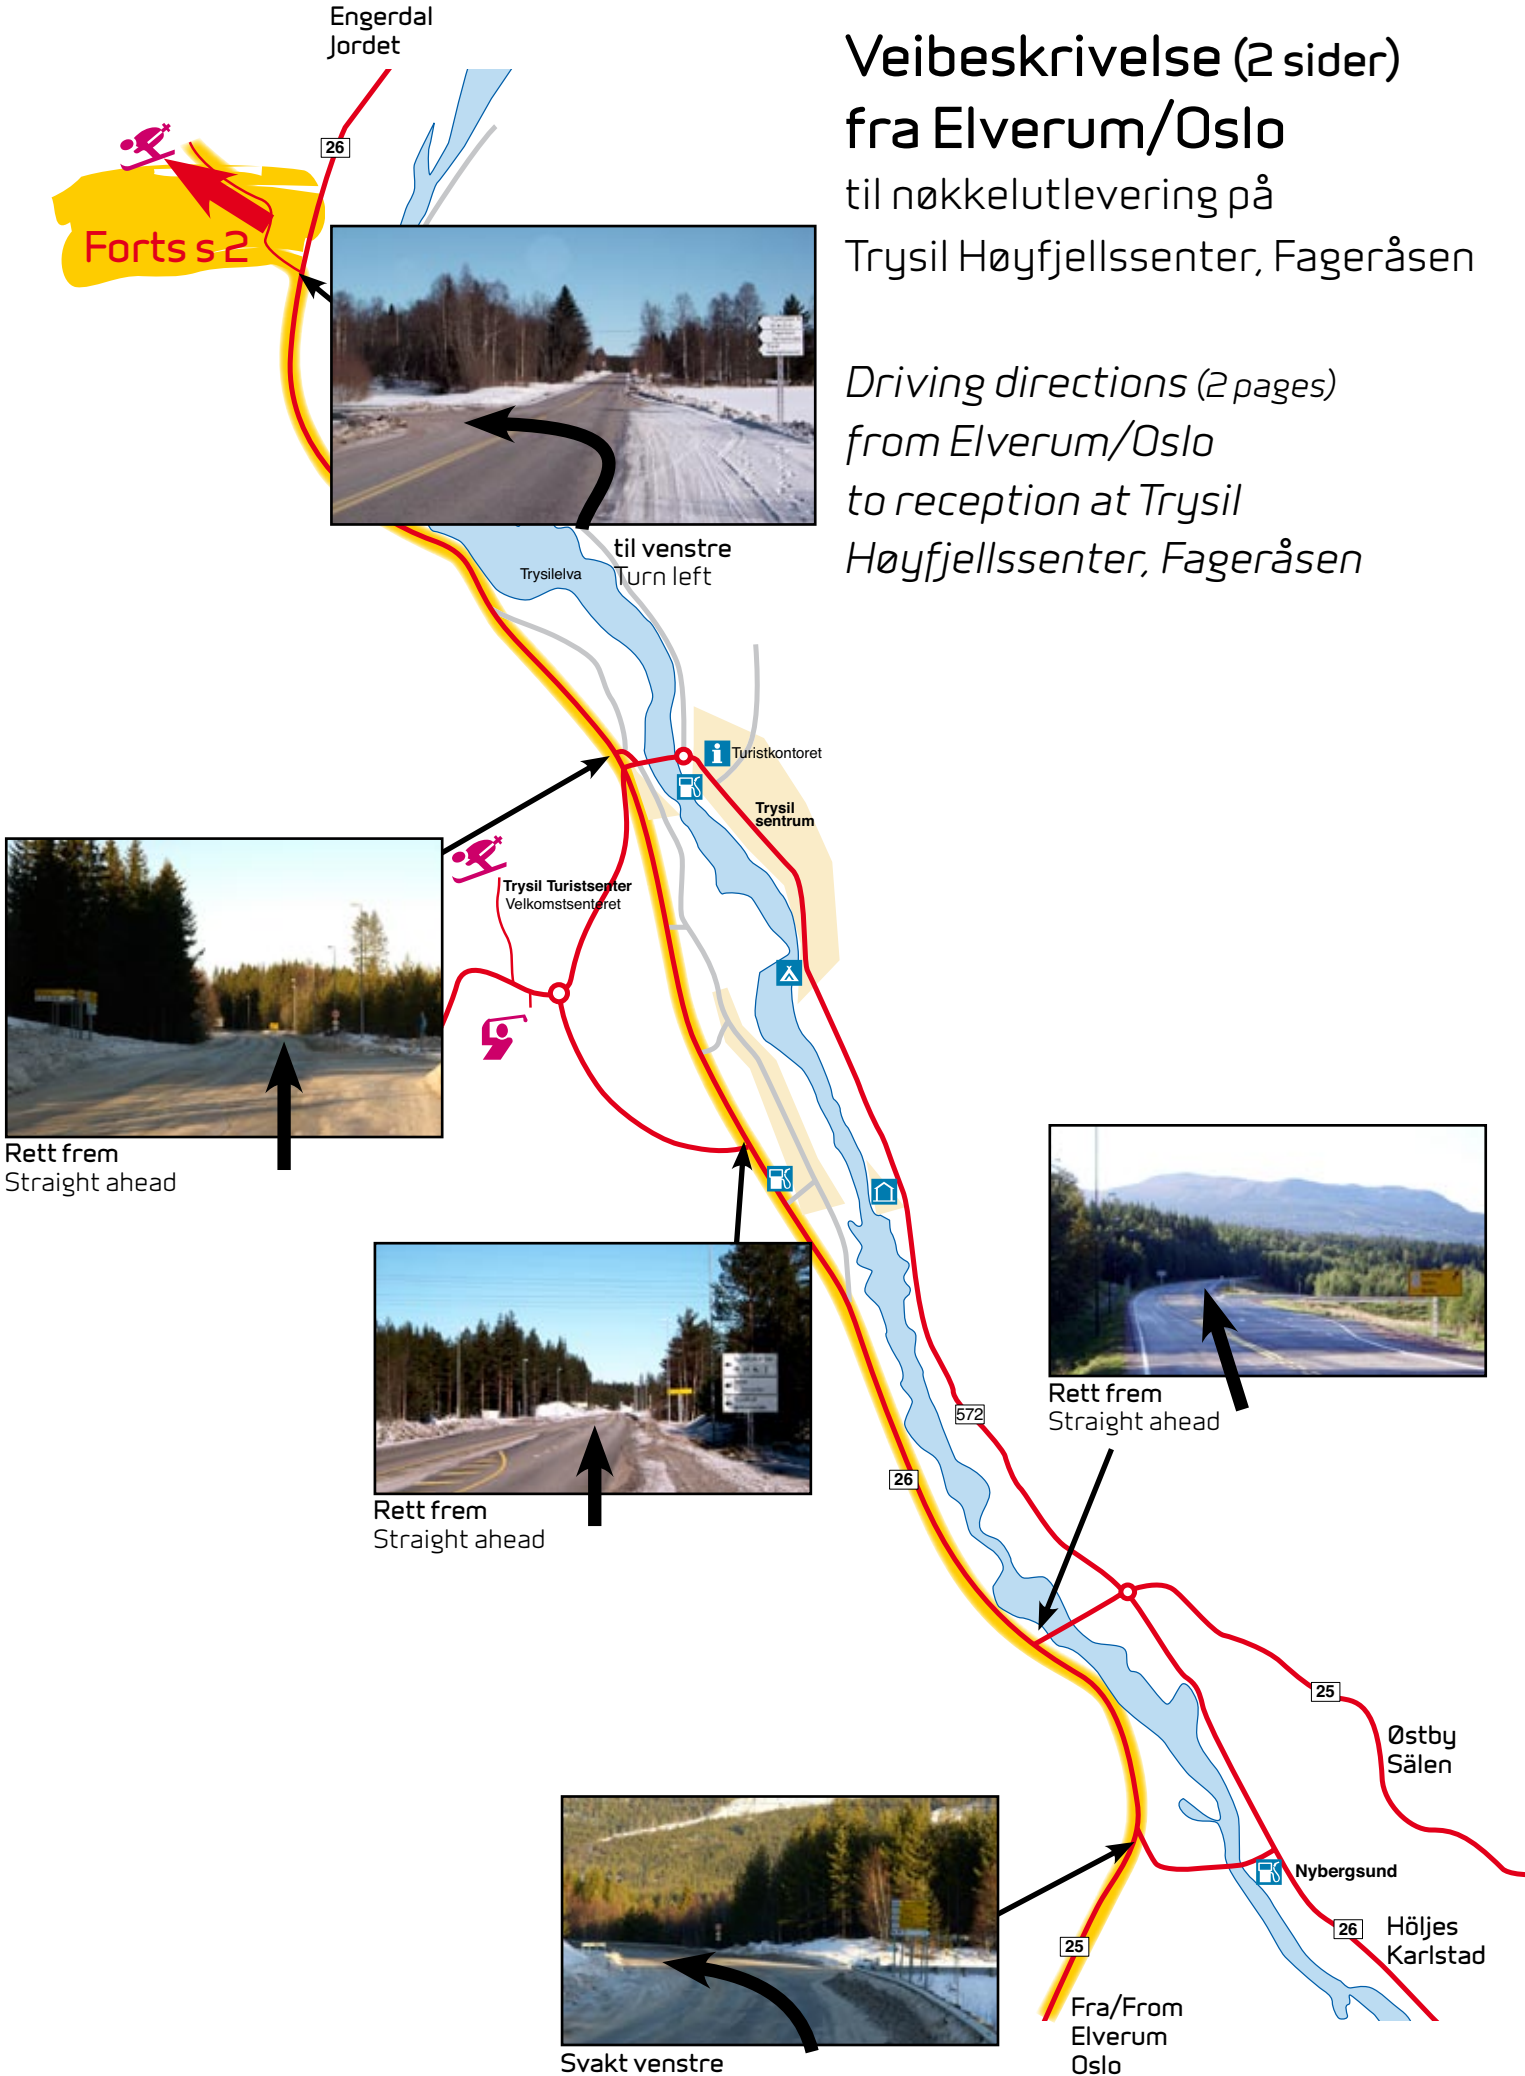 Engerdal
Jordet
Veibeskrivelse (2 sider)
fra Elverum/Oslo
til nøkkelutlevering på
Trysil Høyfjellssenter, Fageråsen
Driving directions (2 pages)
from Elverum/Oslo
to reception at Trysil
Høyfjellssenter, Fageråsen
26
Forts s 2
til venstre
Turn left
Trysilelva
Turistkontoret
Trysil
sentrum
Trysil Turistsenter
Velkomstsenteret
Rett frem
Straight ahead
Rett frem
Straight ahead
Rett frem
Straight ahead
572
26
25
Østby
Sälen
Nybergsund
26
Höljes
Karlstad
25
Fra/From
Elverum
Oslo
Svakt venstre